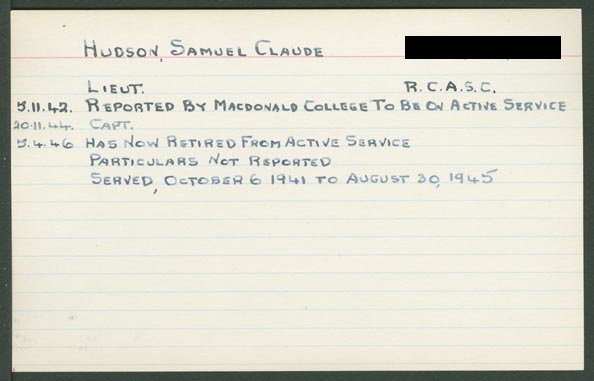 HUDSON, SAMUEL CLAUDE
LIEUT. R.C.A.S.C.
5.11.42. REPORTED BY MACDONALD COLLEGE TO BE ON ACTIVE SERVICE
20.11.44. CAPT.
5.4.46 HAS NOW RETIRED FROM ACTIVE SERVICE
PARTICULARS NOT REPORTED
SERVED, OCTOBER 6 1941 TO AUGUST 30, 1945